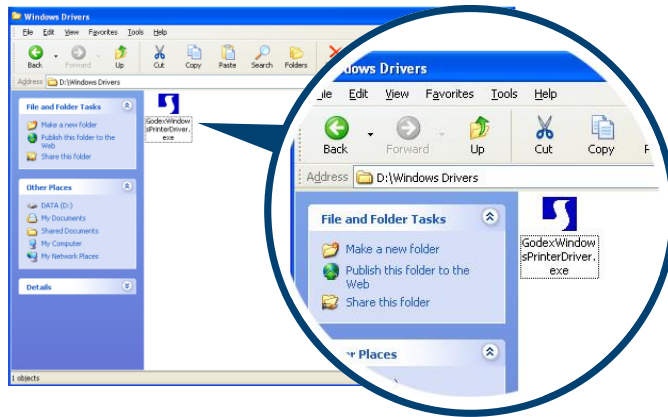 Windows Drivers
File Edit View Favorites Tools Help
Back Forward Up Cut Copy Paste Search Folders
Address D:\Windows Drivers
File and Folder Tasks
Make a new folder
Publish this folder to the
Web
Share this folder
Other Places
DATA (D:)
My Documents
Shared Documents
My Computer
My Network Places
Details
GodexWindow
sPrinterDriver.
exe
1 objects
dows Drivers
ile Edit View Favorites Tools Help
Back Forward Up Cut Copy
Address D:\Windows Drivers
File and Folder Tasks
Make a new folder
Publish this folder to the
Web
Share this folder
er Places
GodexWindow
sPrinterDriver.
exe